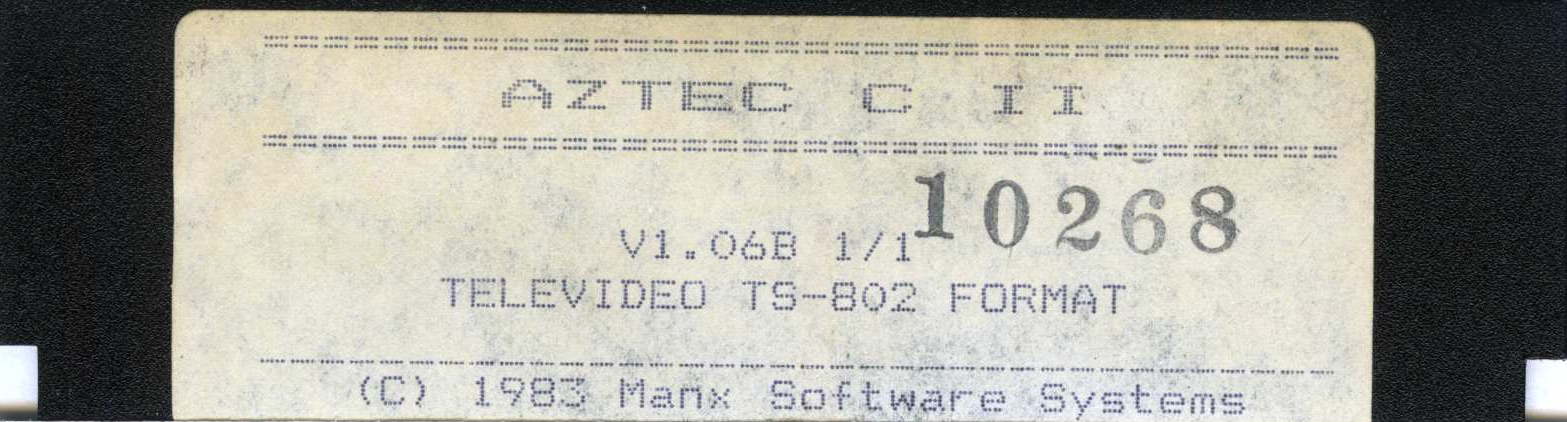 ==================================== 
AZTEC C II
====================================
10268
V1.06B 1/1
TELEVIDEO TS-802 FORMAT
------------------------------------
(C) 1983 Manx Software Systems